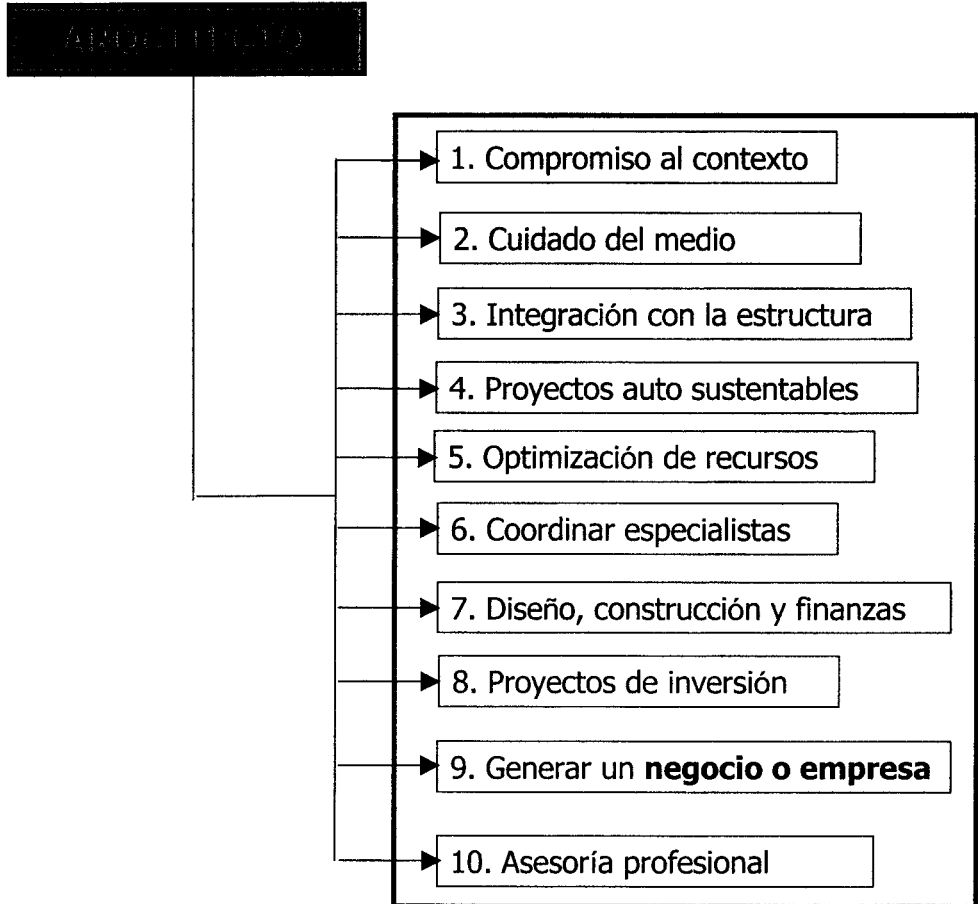 ARQUITECTO
1. Compromiso al contexto
2. Cuidado del medio
3. Integración con la estructura
4. Proyectos auto sustentables
5. Optimización de recursos
6. Coordinar especialistas
7. Diseño, construcción y finanzas
8. Proyectos de inversión
9. Generar un negocio o empresa
10. Asesoría profesional